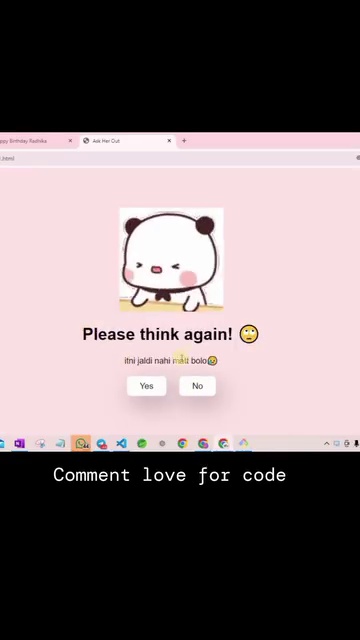 ppy Birthday Radhika
Ask Her Out
.html
Please think again! 🙄
itni jaldi nahi matt bolo🥹
Yes
No
Comment love for code